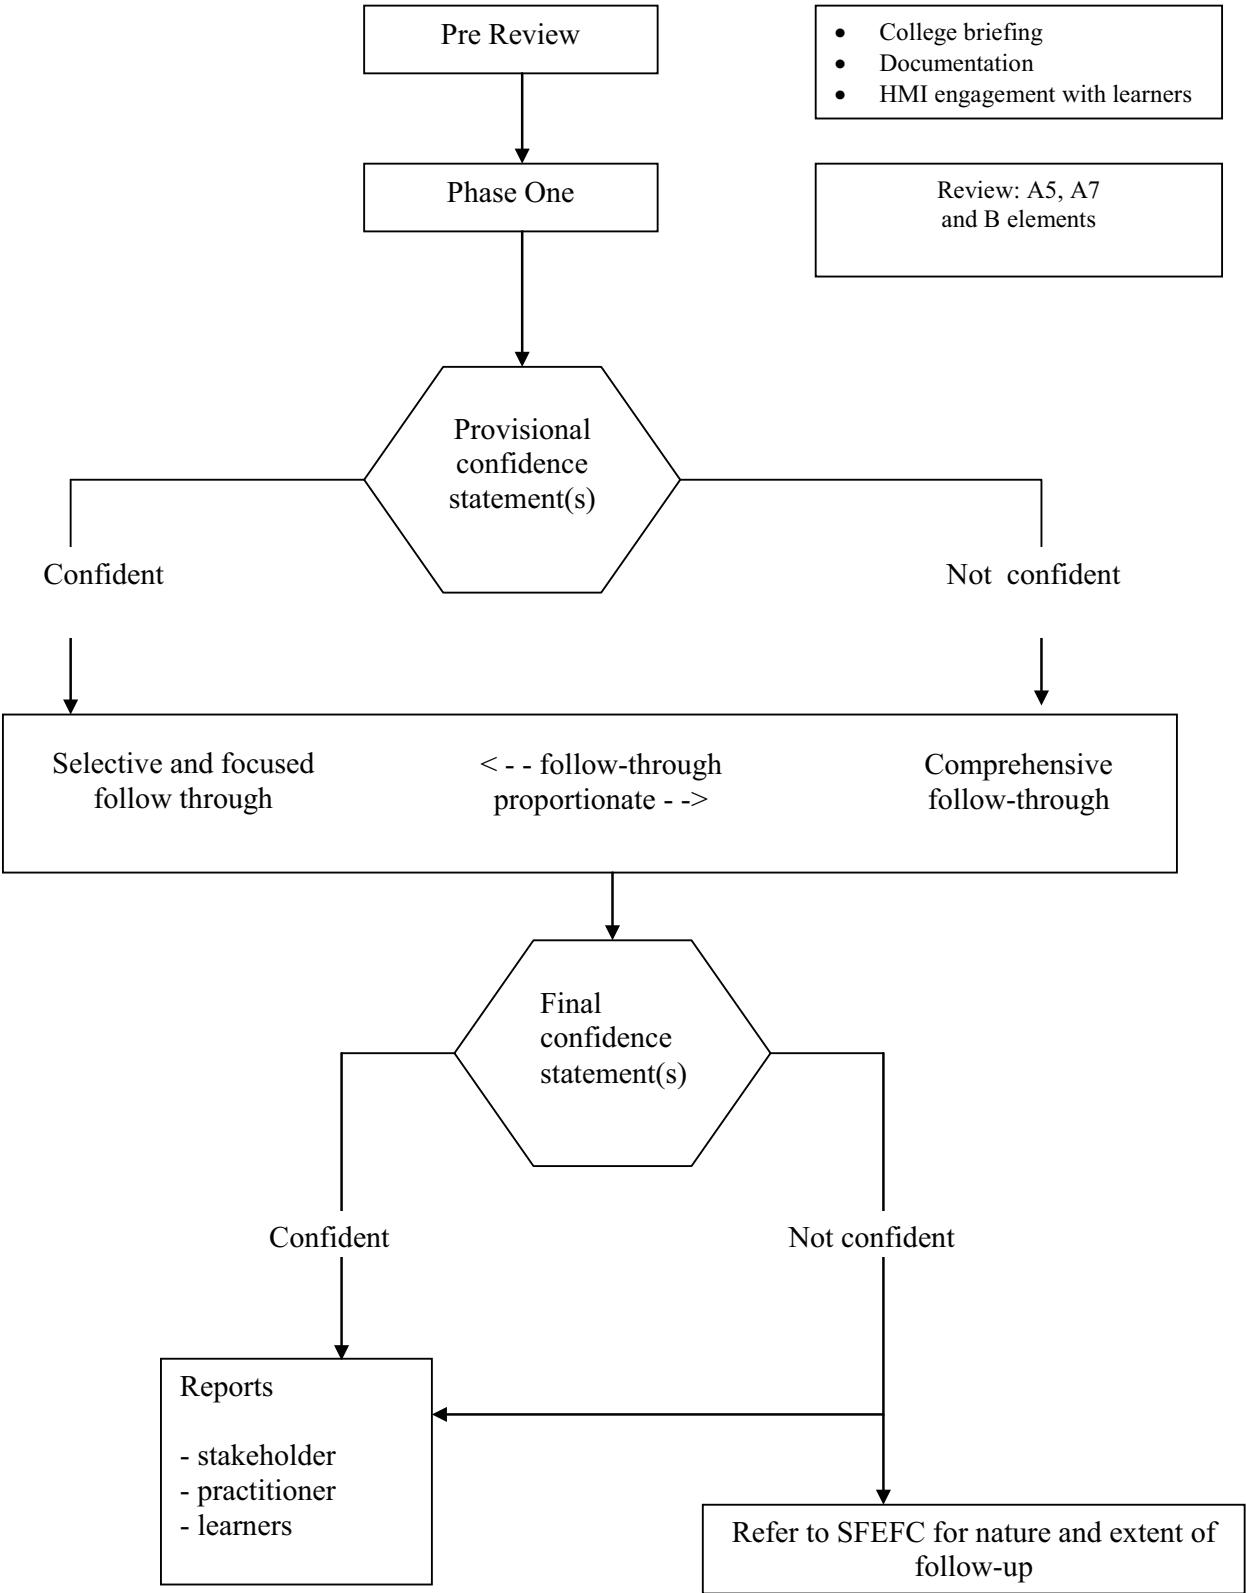 Pre Review
• College briefing
• Documentation
• HMI engagement with learners
Phase One
Review: A5, A7
and B elements
Provisional
confidence
statement(s)
Confident
Not confident
Selective and focused
follow through
< - - follow-through
proportionate - ->
Comprehensive
follow-through
Final
confidence
statement(s)
Confident
Not confident
Reports
- stakeholder
- practitioner
- learners
Refer to SFEFC for nature and extent of
follow-up